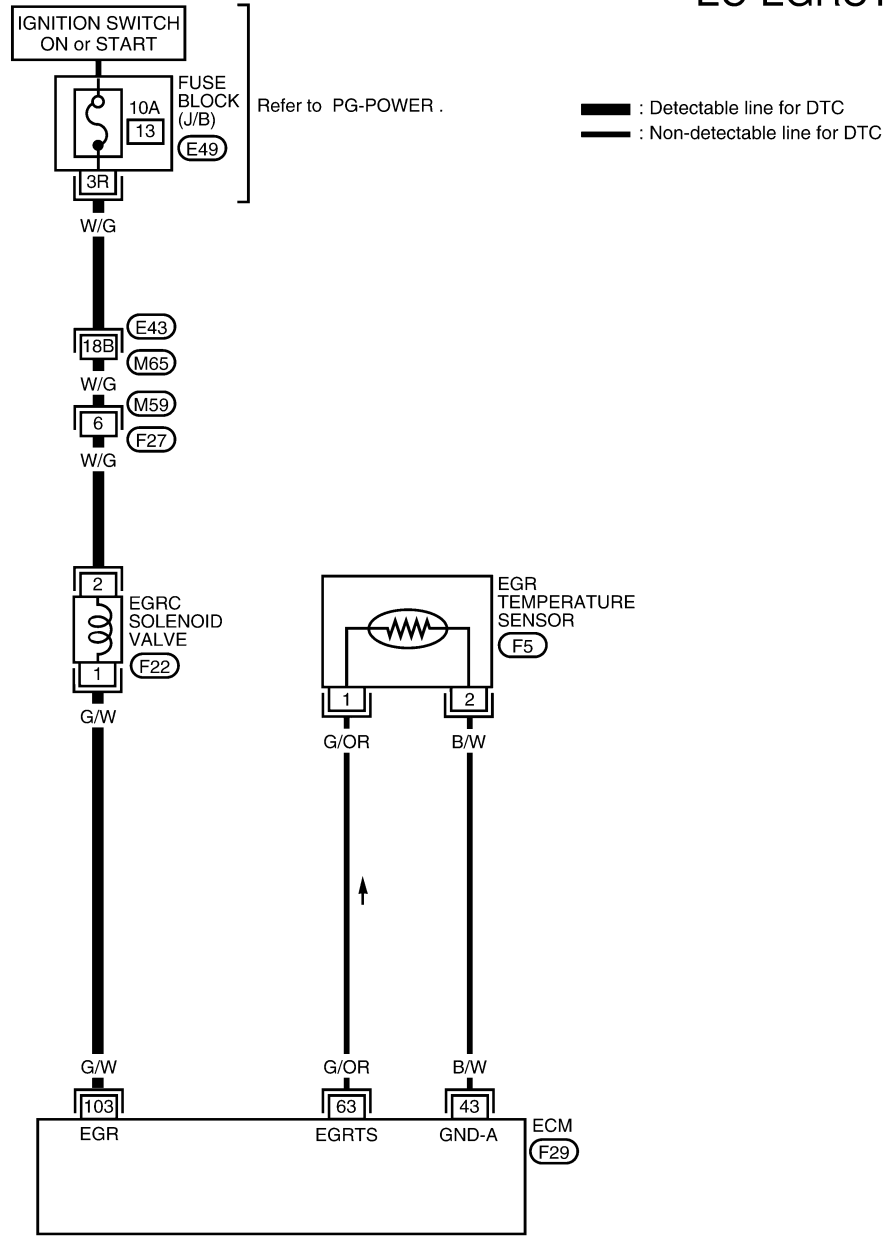 IGNITION SWITCH
ON or START
FUSE
BLOCK
(J/B)
10A
13
E49
Refer to PG-POWER .
: Detectable line for DTC
: Non-detectable line for DTC
3R
W/G
E43
18B
M65
W/G
M59
6
F27
W/G
2
EGRC
SOLENOID
VALVE
F22
1
G/W
EGR
TEMPERATURE
SENSOR
F5
1
2
G/OR
B/W
G/W
G/OR
B/W
103
63
43
EGR
EGRTS
GND-A
ECM
F29